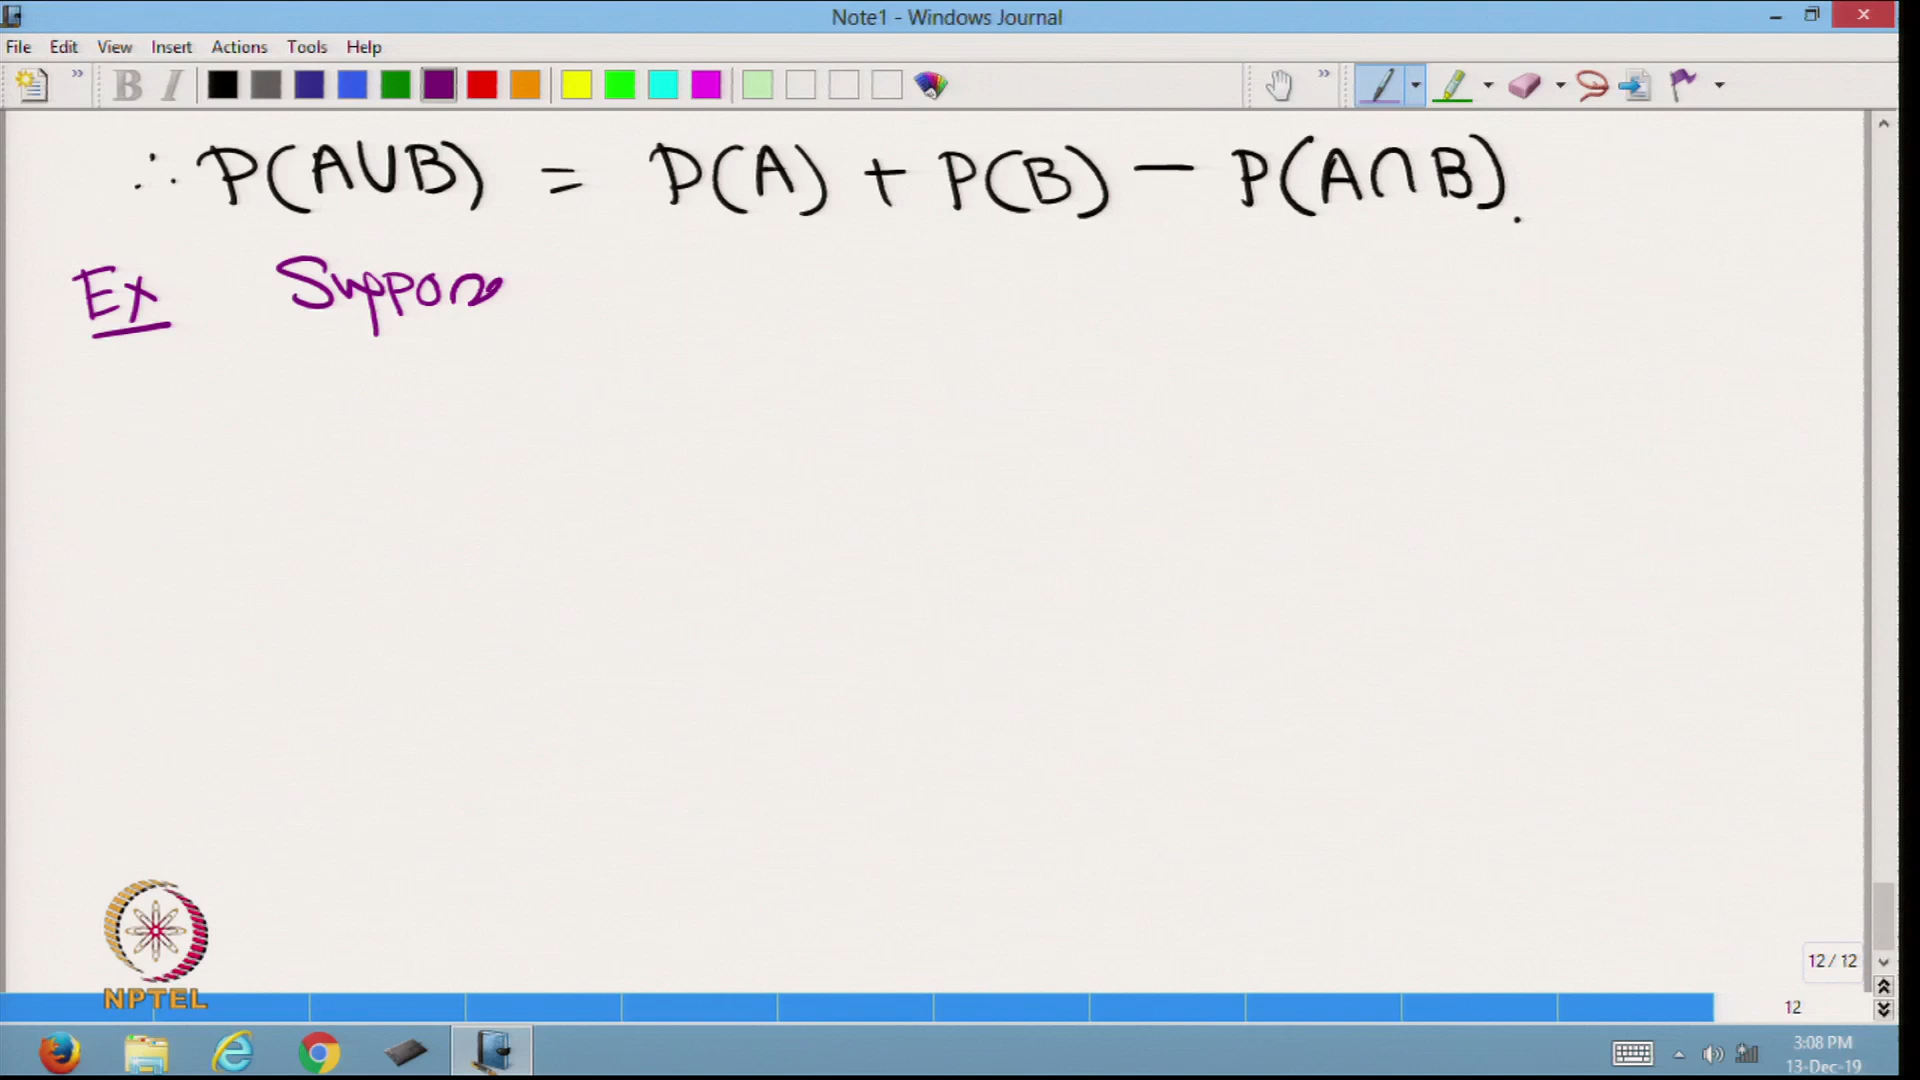 Note1 - Windows Journal
File Edit View Insert Actions Tools Help
B I
∴ P(A∪B) = P(A) + P(B) − P(A∩B).
Ex Suppose
12 / 12
NPTEL
12
3:08 PM
13-Dec-19